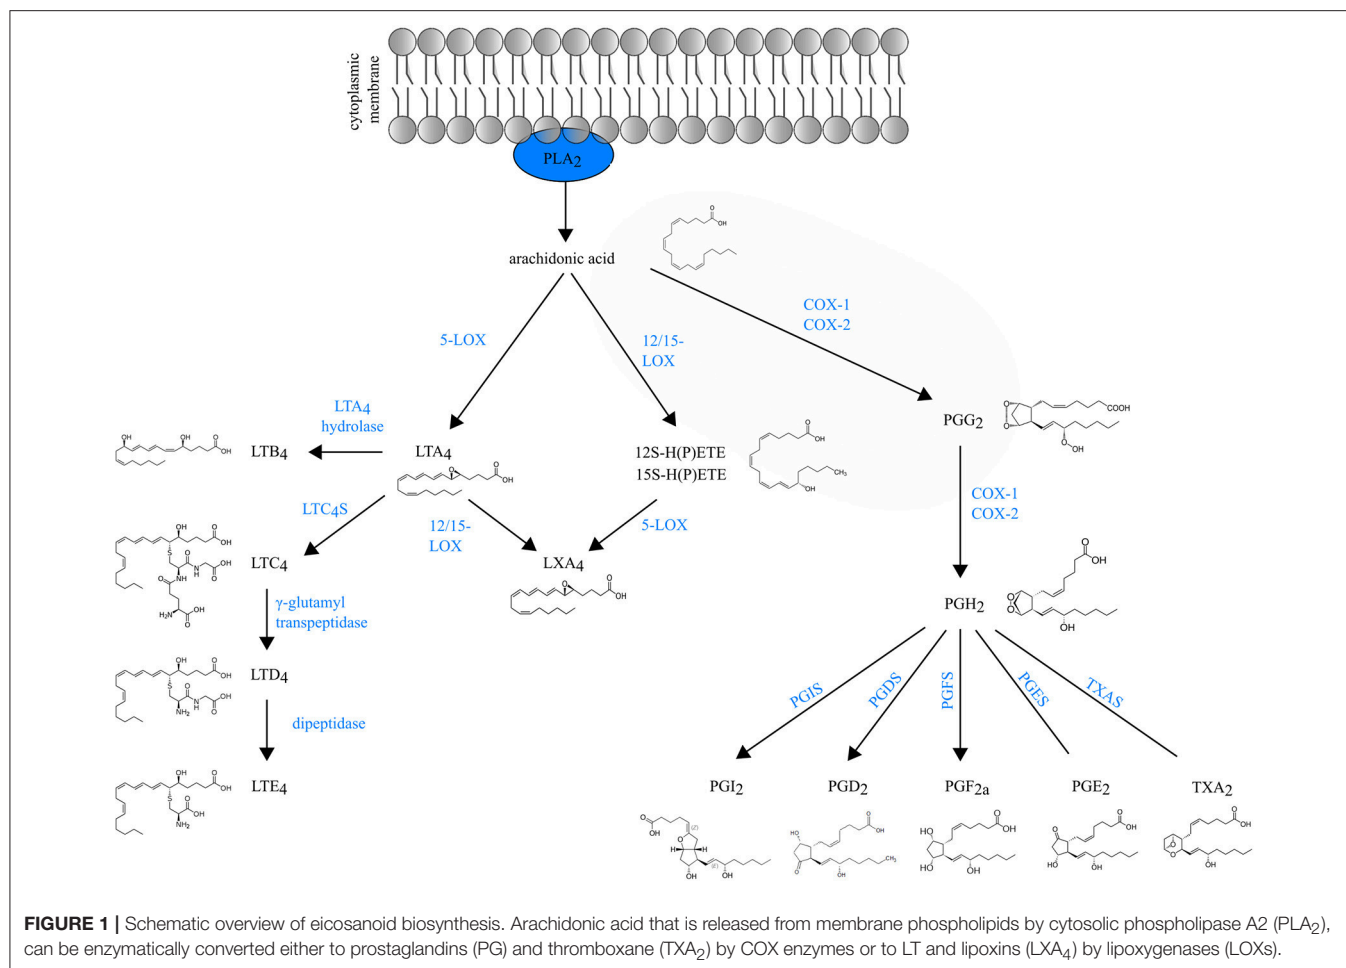 cytoplasmic
membrane
PLA2
arachidonic acid
COX-1
COX-2
5-LOX
12/15-
LOX
LTA4
hydrolase
LTB4
LTA4
12S-H(P)ETE
15S-H(P)ETE
PGG2
LTC4S
12/15-
LOX
5-LOX
COX-1
COX-2
LTC4
LXA4
PGH2
γ-glutamyl
transpeptidase
LTD4
dipeptidase
LTE4
PGIS
PGDS
PGFS
PGES
TXAS
PGI2
PGD2
PGF2a
PGE2
TXA2
FIGURE 1 | Schematic overview of eicosanoid biosynthesis. Arachidonic acid that is released from membrane phospholipids by cytosolic phospholipase A2 (PLA2),
can be enzymatically converted either to prostaglandins (PG) and thromboxane (TXA2) by COX enzymes or to LT and lipoxins (LXA4) by lipoxygenases (LOXs).